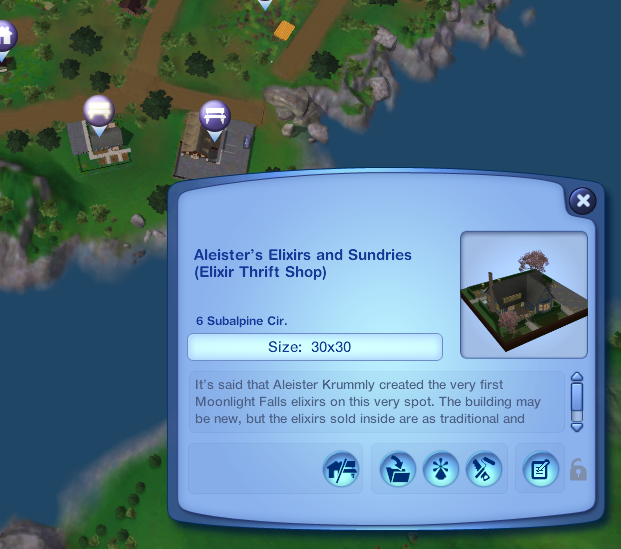 Aleister's Elixirs and Sundries
(Elixir Thrift Shop)
6 Subalpine Cir.
Size: 30x30
It's said that Aleister Krummly created the very first
Moonlight Falls elixirs on this very spot. The building may
be new, but the elixirs sold inside are as traditional and